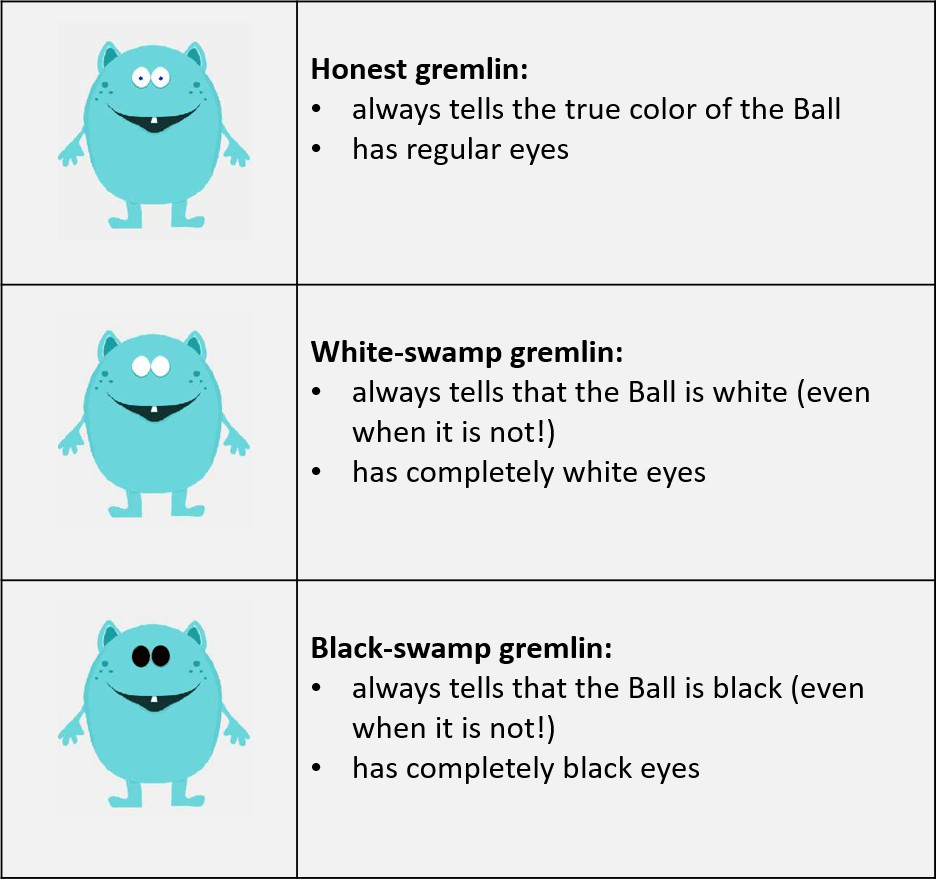 Honest gremlin:
• always tells the true color of the Ball
• has regular eyes
White-swamp gremlin:
• always tells that the Ball is white (even
when it is not!)
• has completely white eyes
Black-swamp gremlin:
• always tells that the Ball is black (even
when it is not!)
• has completely black eyes